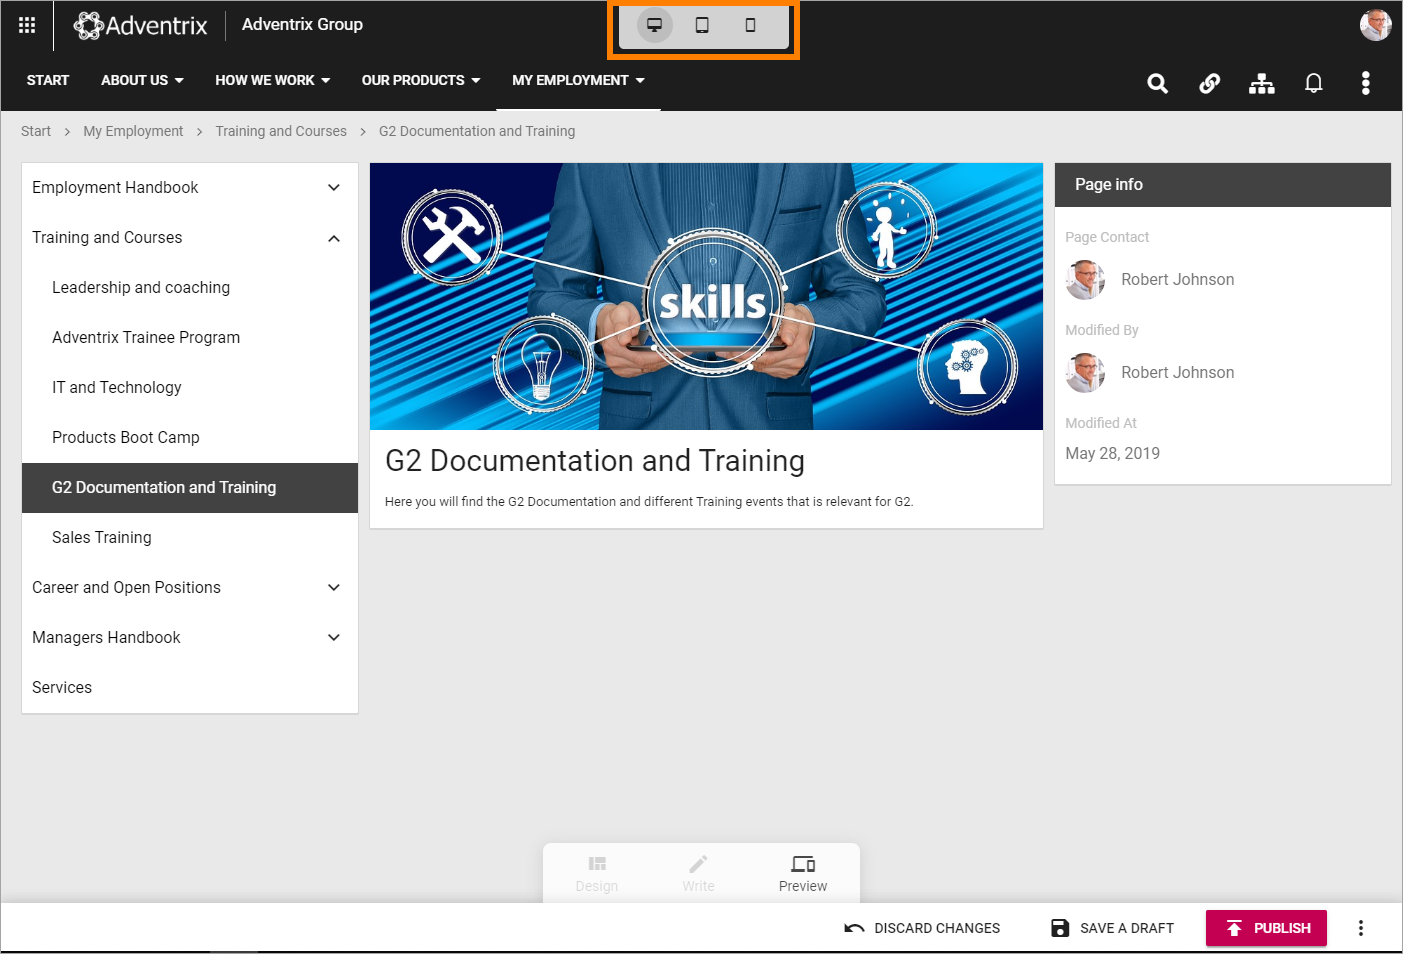 Adventrix
Adventrix Group
START
ABOUT US
HOW WE WORK
OUR PRODUCTS
MY EMPLOYMENT
Start > My Employment > Training and Courses > G2 Documentation and Training
Employment Handbook
Training and Courses
Leadership and coaching
Adventrix Trainee Program
IT and Technology
Products Boot Camp
G2 Documentation and Training
Sales Training
Career and Open Positions
Managers Handbook
Services
skills
G2 Documentation and Training
Here you will find the G2 Documentation and different Training events that is relevant for G2.
Page info
Page Contact
Robert Johnson
Modified By
Robert Johnson
Modified At
May 28, 2019
Design
Write
Preview
DISCARD CHANGES
SAVE A DRAFT
PUBLISH